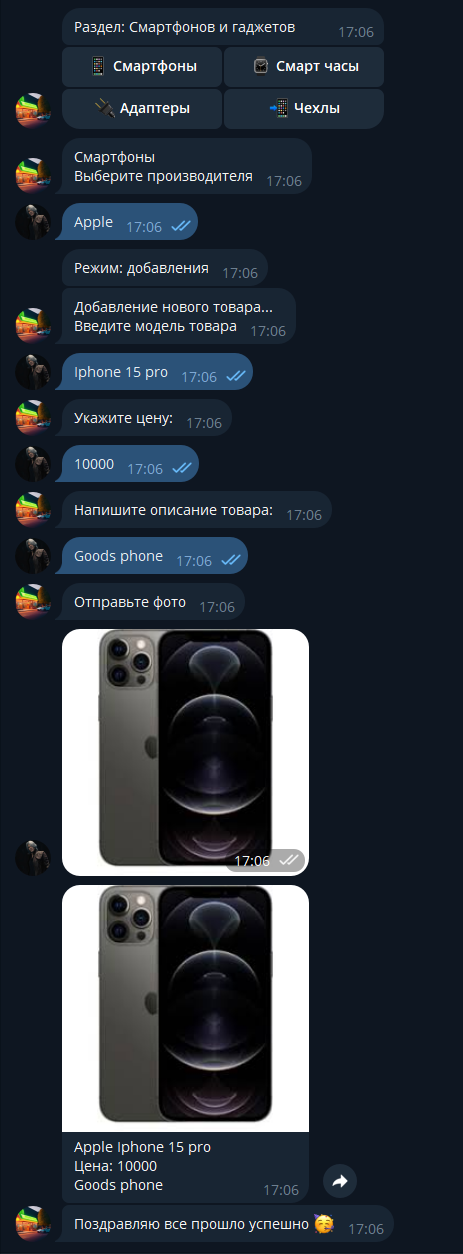 Раздел: Смартфонов и гаджетов
17:06
Смартфоны
Смарт часы
Адаптеры
Чехлы
Смартфоны
Выберите производителя
17:06
Apple
17:06
Режим: добавления
17:06
Добавление нового товара...
Введите модель товара
17:06
Iphone 15 pro
17:06
Укажите цену:
17:06
10000
17:06
Напишите описание товара:
17:06
Goods phone
17:06
Отправьте фото
17:06
17:06
Apple Iphone 15 pro
Цена: 10000
Goods phone
17:06
Поздравляю все прошло успешно 🥳
17:06